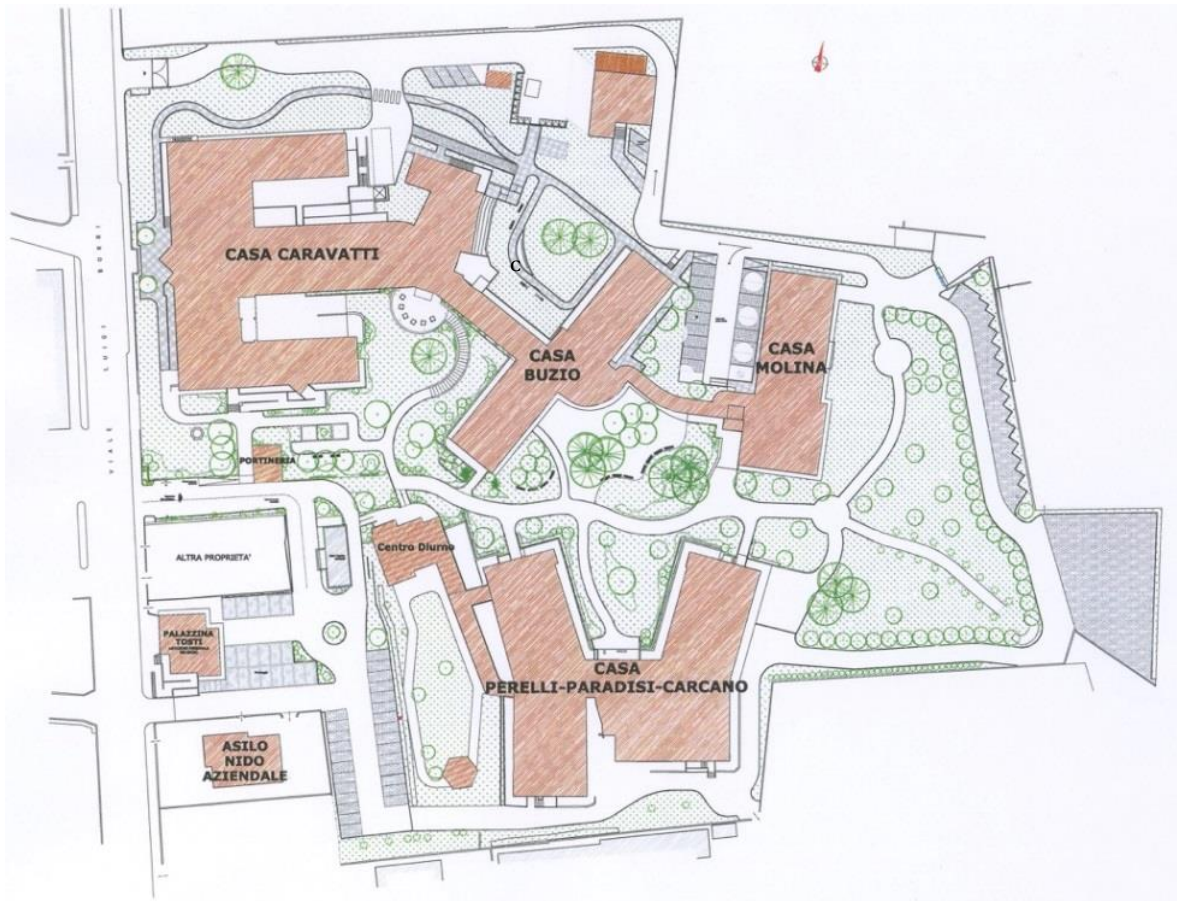 CASA CARAVATTI
C
CASA
BUZIO
CASA
MOLINA
VIALE LUIGI BORRI
PORTINERIA
ALTRA PROPRIETA'
Centro Diurno
PALAZZINA
TOSTI
CASA
PERELLI-PARADISI-CARCANO
ASILO
NIDO
AZIENDALE